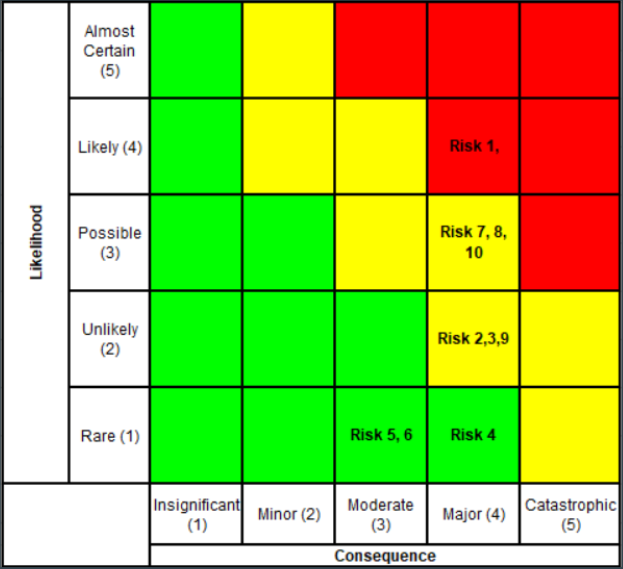 Likelihood
Almost
Certain
(5)
Likely (4)
Risk 1,
Possible
(3)
Risk 7, 8,
10
Unlikely
(2)
Risk 2,3,9
Rare (1)
Risk 5, 6
Risk 4
Insignificant
(1)
Minor (2)
Moderate
(3)
Major (4)
Catastrophic
(5)
Consequence